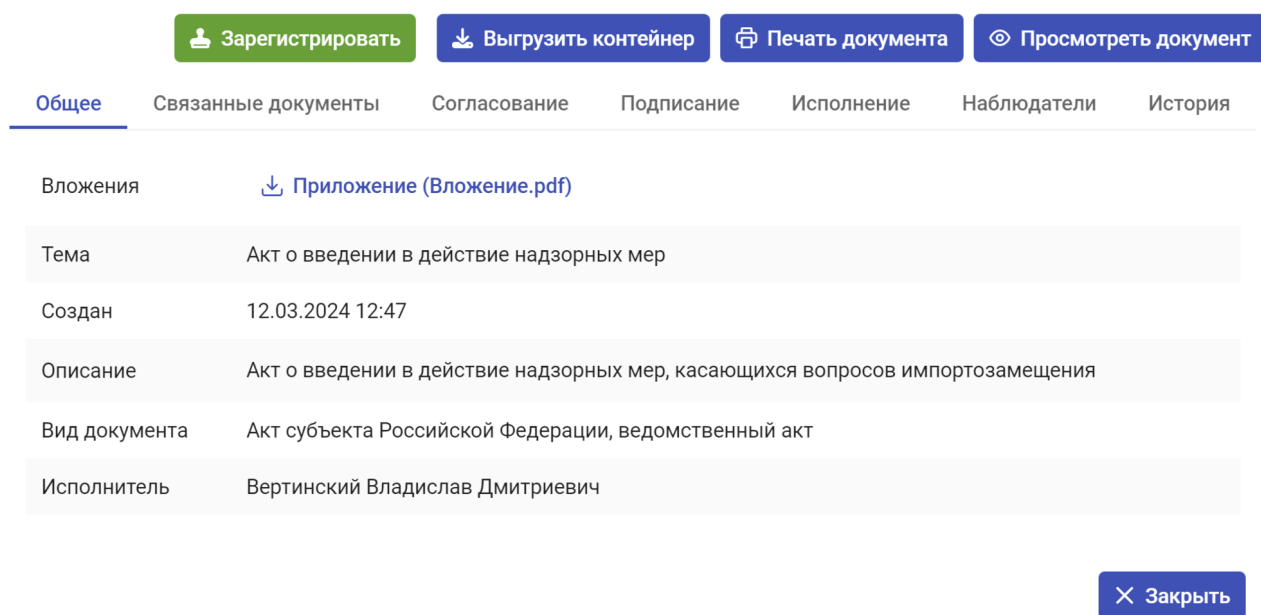 Зарегистрировать Выгрузить контейнер Печать документа Просмотреть документ
Общее Связанные документы Согласование Подписание Исполнение Наблюдатели История
Вложения Приложение (Вложение.pdf)
Тема Акт о введении в действие надзорных мер
Создан 12.03.2024 12:47
Описание Акт о введении в действие надзорных мер, касающихся вопросов импортозамещения
Вид документа Акт субъекта Российской Федерации, ведомственный акт
Исполнитель Вертинский Владислав Дмитриевич
Закрыть